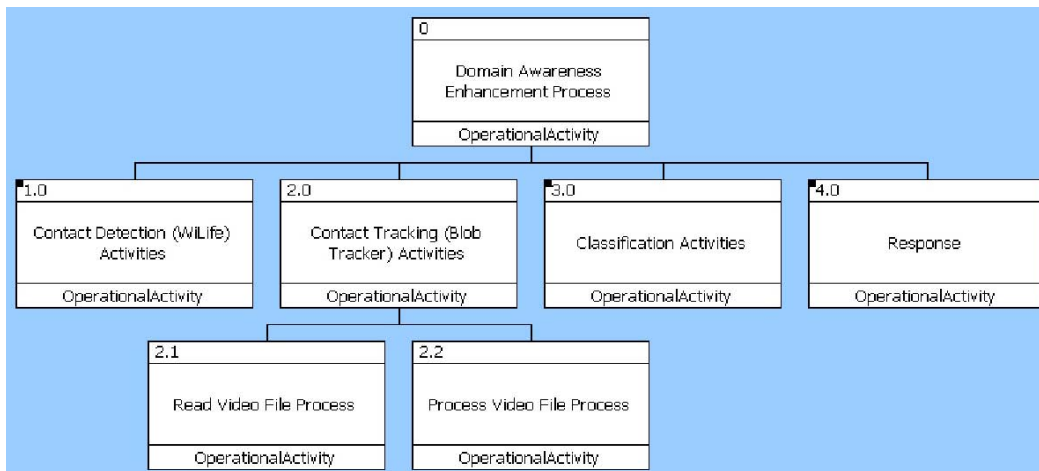 0
Domain Awareness
Enhancement Process
OperationalActivity
1.0
Contact Detection (WiLife)
Activities
OperationalActivity
2.0
Contact Tracking (Blob
Tracker) Activities
OperationalActivity
3.0
Classification Activities
OperationalActivity
4.0
Response
OperationalActivity
2.1
Read Video File Process
OperationalActivity
2.2
Process Video File Process
OperationalActivity